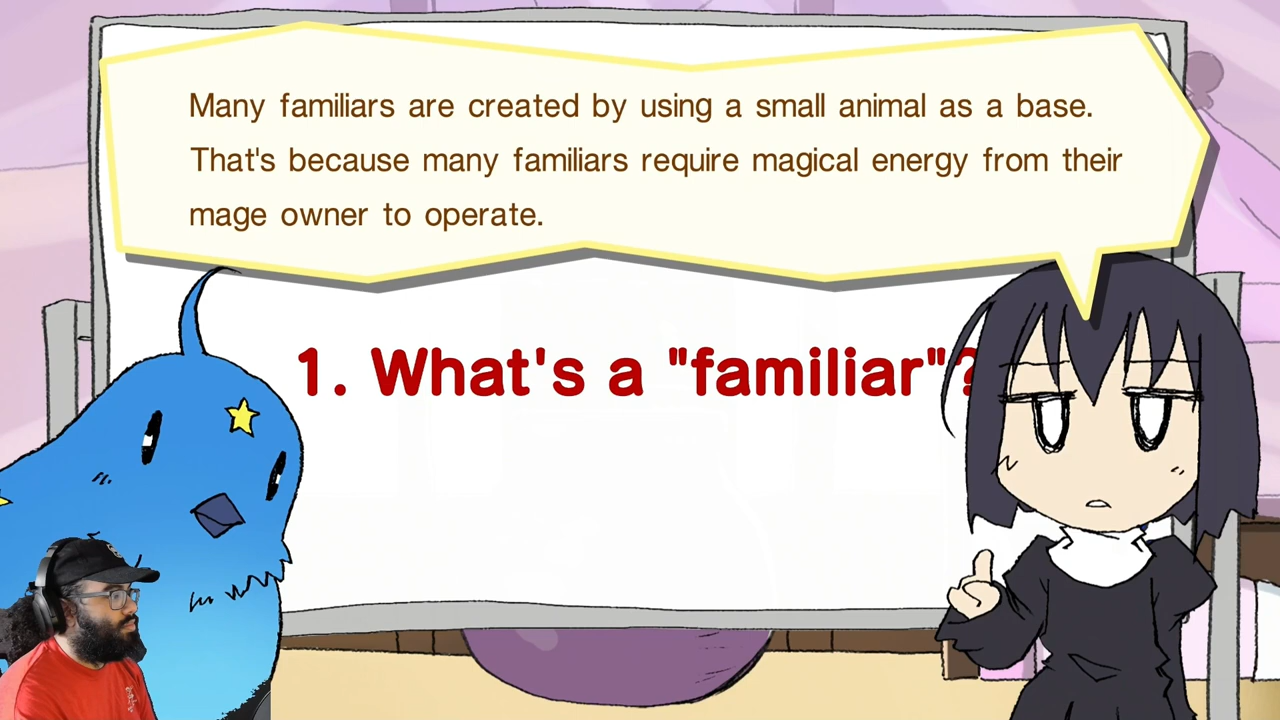 Many familiars are created by using a small animal as a base.
That's because many familiars require magical energy from their
mage owner to operate.
1. What's a "familiar"?